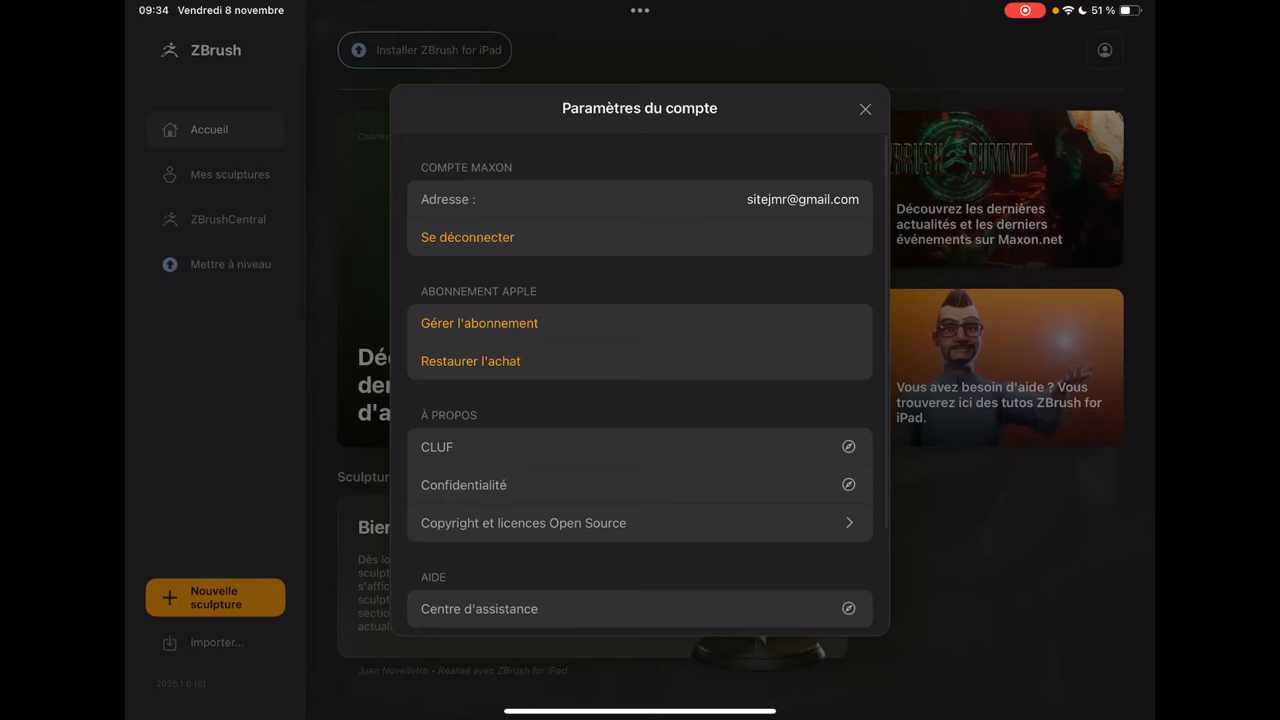 09:34 Vendredi 8 novembre
51 %
ZBrush
Installer ZBrush for iPad
Accueil
Mes sculptures
ZBrushCentral
Mettre à niveau
Paramètres du compte
COMPTE MAXON
Adresse : sitejmr@gmail.com
Se déconnecter
ABONNEMENT APPLE
Gérer l'abonnement
Restaurer l'achat
À PROPOS
CLUF
Confidentialité
Copyright et licences Open Source
AIDE
Centre d'assistance
SUMMIT
Découvrez les dernières
actualités et les derniers
événements sur Maxon.net
Vous avez besoin d'aide ? Vous
trouverez ici des tutos ZBrush for
iPad.
Nouvelle
sculpture
Importer...
2025.1.0 (6)
Juan Novelletto • Réalisé avec ZBrush for iPad